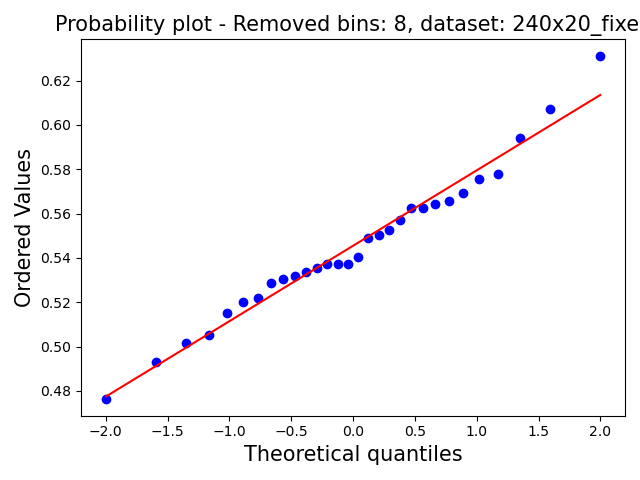 Probability plot - Removed bins: 8, dataset: 240x20_fixe
Ordered Values
0.62
0.60
0.58
0.56
0.54
0.52
0.50
0.48
−2.0 −1.5 −1.0 −0.5 0.0 0.5 1.0 1.5 2.0
Theoretical quantiles